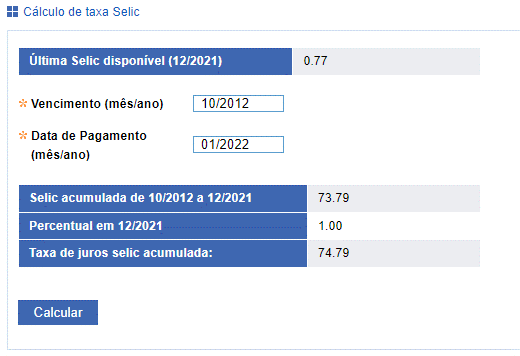 Cálculo de taxa Selic
Última Selic disponível (12/2021) 0.77
* Vencimento (mês/ano) 10/2012
* Data de Pagamento
(mês/ano) 01/2022
Selic acumulada de 10/2012 a 12/2021 73.79
Percentual em 12/2021 1.00
Taxa de juros selic acumulada: 74.79
Calcular